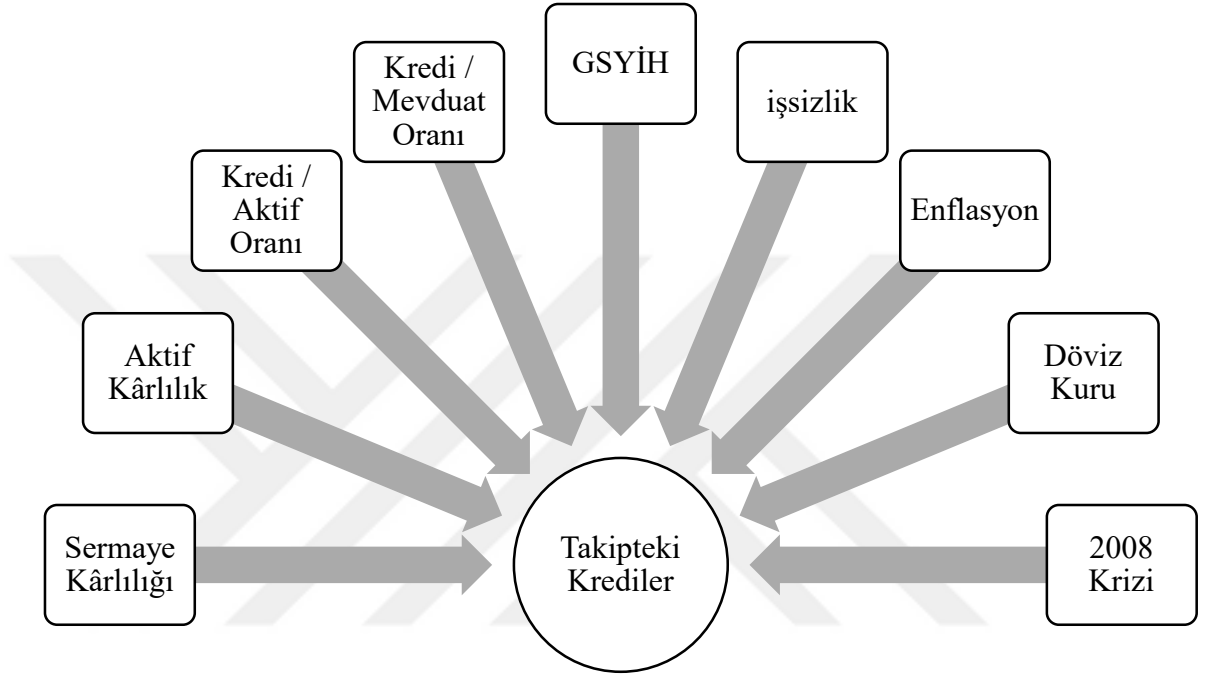 GSYİH
Kredi /
Mevduat
Oranı
işsizlik
Kredi /
Aktif
Oranı
Enflasyon
Aktif
Kârlılık
Döviz
Kuru
Sermaye
Kârlılığı
Takipteki
Krediler
2008
Krizi